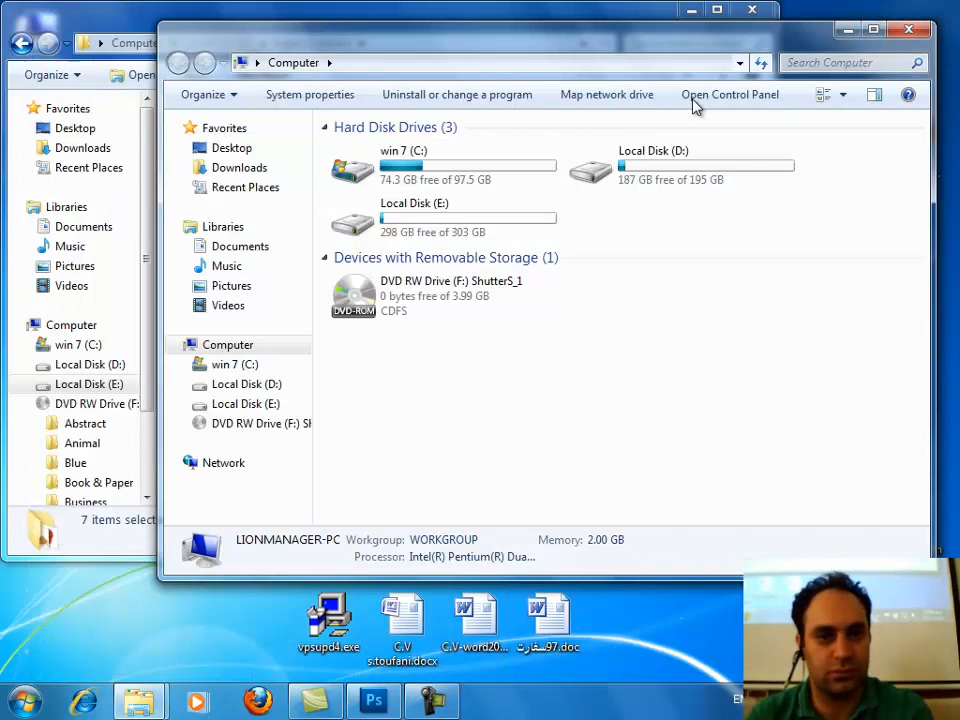 Compute
Organize
Open
Favorites
Desktop
Downloads
Recent Places
Libraries
Documents
Music
Pictures
Videos
Computer
win 7 (C:)
Local Disk (D:)
Local Disk (E:)
DVD RW Drive (F:
Abstract
Animal
Blue
Book & Paper
Business
7 items select
Computer
Search Computer
Organize System properties Uninstall or change a program Map network drive Open Control Panel
Favorites
Desktop
Downloads
Recent Places
Libraries
Documents
Music
Pictures
Videos
Computer
win 7 (C:)
Local Disk (D:)
Local Disk (E:)
DVD RW Drive (F:) SH
Network
Hard Disk Drives (3)
win 7 (C:)
74.3 GB free of 97.5 GB
Local Disk (D:)
187 GB free of 195 GB
Local Disk (E:)
298 GB free of 303 GB
Devices with Removable Storage (1)
DVD RW Drive (F:) ShutterS_1
0 bytes free of 3.99 GB
CDFS
DVD-ROM
LIONMANAGER-PC Workgroup: WORKGROUP Memory: 2.00 GB
Processor: Intel(R) Pentium(R) Dua...
vpsupd4.exe
C.V
s.toufani.docx
C.V-word20...
سفارت97.doc
Ps
EN